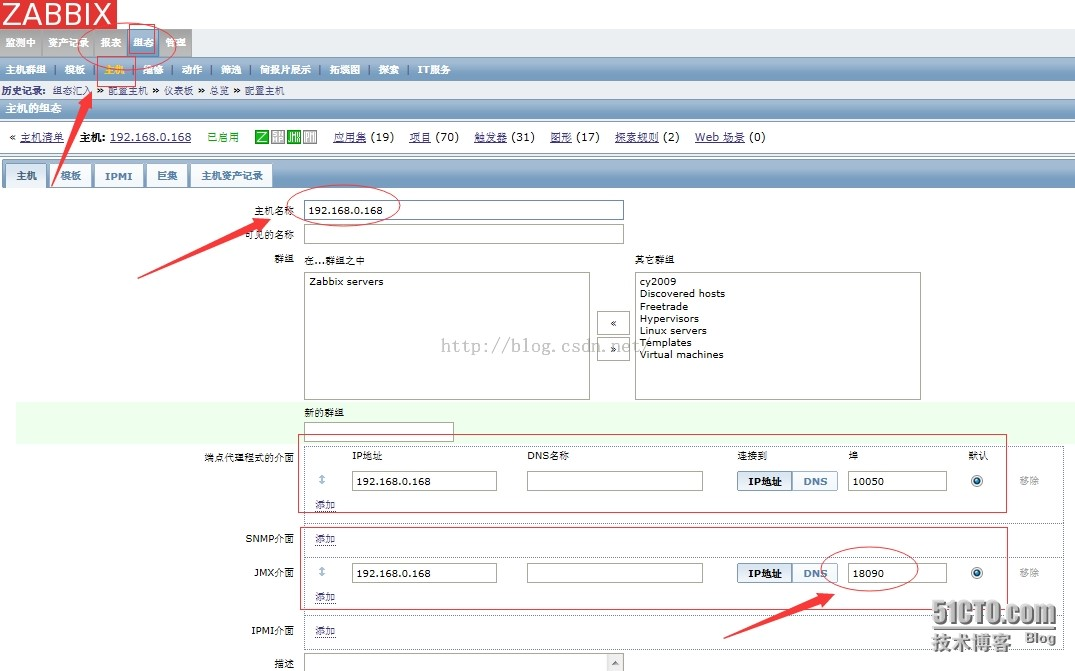 ZABBIX
监测中 资产记录 报表 组态 管理
主机群组 | 模板 | 主机 | 维修 | 动作 | 筛选 | 简报片展示 | 拓扑图 | 探索 | IT服务
历史记录: 组态汇入 » 配置主机 » 仪表板 » 总览 » 配置主机
主机的组态
« 主机清单 主机: 192.168.0.168 已启用 Z 应用集 (19) 项目 (70) 触发器 (31) 图形 (17) 探索规则 (2) Web 场景 (0)
主机 模板 IPMI 巨集 主机资产记录
主机名称 192.168.0.168
可见的名称
群组 在...群组之中 其它群组
Zabbix servers
cy2009
Discovered hosts
Freetrade
Hypervisors
Linux servers
Templates
Virtual machines
«
»
http://blog.csdn.net/
新的群组
端点代理程式的介面 IP地址 DNS名称 连接到 埠 默认
192.168.0.168 IP地址 DNS 10050 移除
添加
SNMP介面 添加
JMX介面 192.168.0.168 IP地址 DNS 18090 移除
添加
IPMI介面 添加
描述
51CTO.com
技术博客 Blog